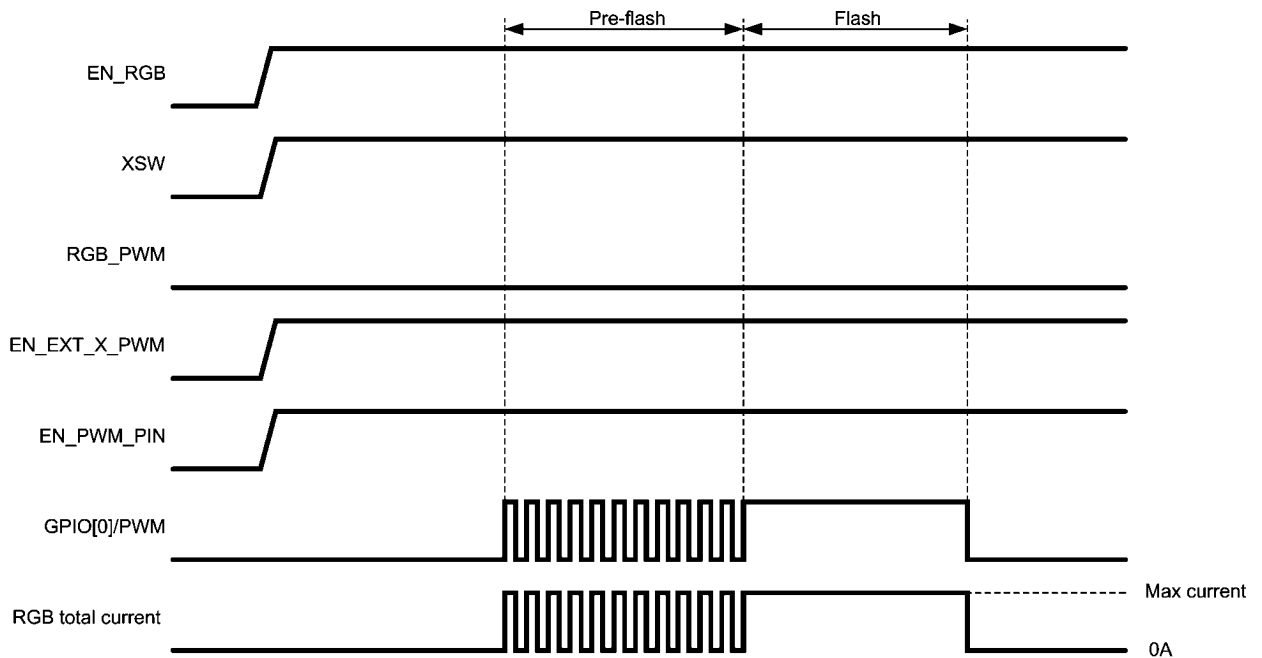 Pre-flash
Flash
EN_RGB
XSW
RGB_PWM
EN_EXT_X_PWM
EN_PWM_PIN
GPIO[0]/PWM
Max current
RGB total current
0A